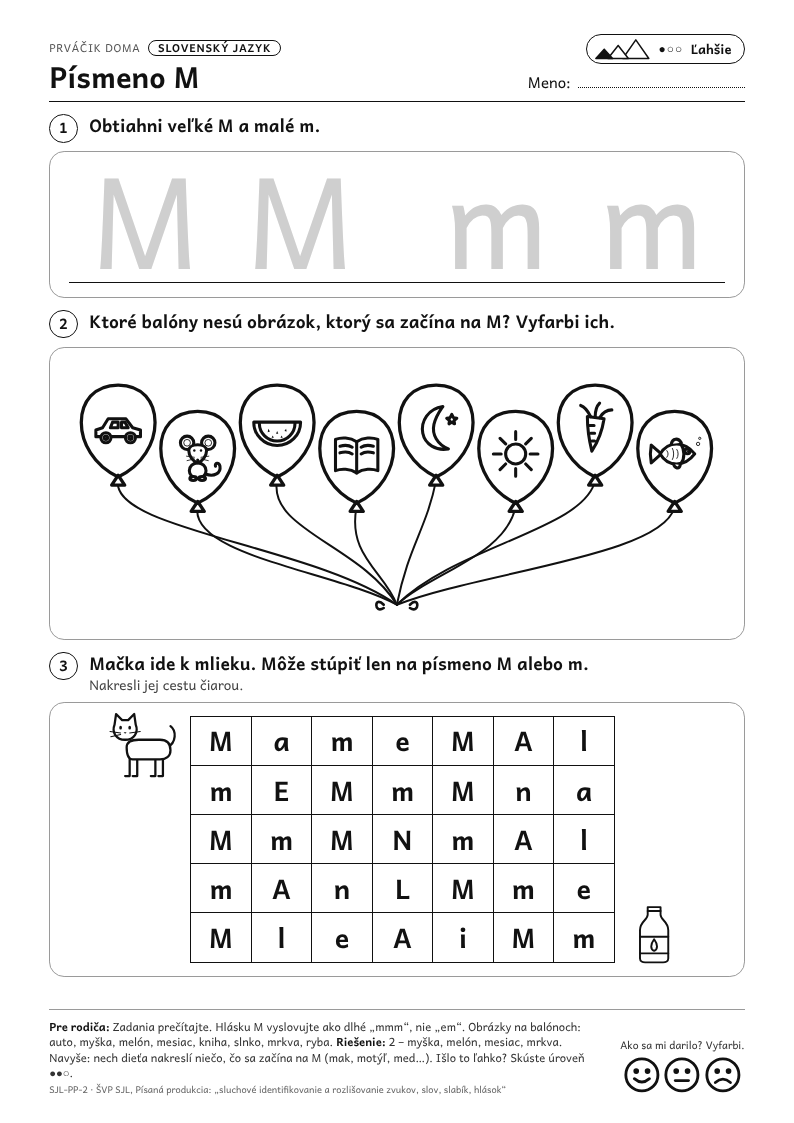 PRVÁČIK DOMA SLOVENSKÝ JAZYK
●○○ Ľahšie
Písmeno M
Meno:
1 Obtiahni veľké M a malé m.
M M m m
2 Ktoré balóny nesú obrázok, ktorý sa začína na M? Vyfarbi ich.
3 Mačka ide k mlieku. Môže stúpiť len na písmeno M alebo m.
Nakresli jej cestu čiarou.
M a m e M A l
m E M m M n a
M m M N m A l
m A n L M m e
M l e A i M m
Pre rodiča: Zadania prečítajte. Hlásku M vyslovujte ako dlhé „mmm“, nie „em“. Obrázky na balónoch:
auto, myška, melón, mesiac, kniha, slnko, mrkva, ryba. Riešenie: 2 – myška, melón, mesiac, mrkva.
Navyše: nech dieťa nakreslí niečo, čo sa začína na M (mak, motýľ, med…). Išlo to ľahko? Skúste úroveň
●●○.
SJL-PP-2 · ŠVP SJL, Písaná produkcia: „sluchové identifikovanie a rozlišovanie zvukov, slov, slabík, hlások“
Ako sa mi darilo? Vyfarbi.